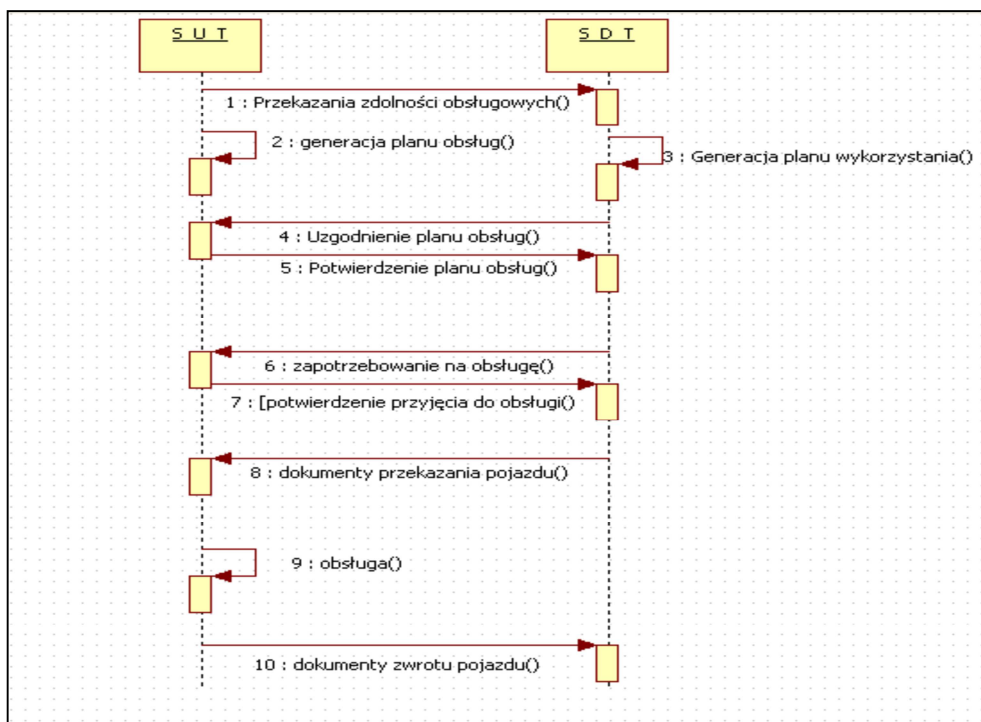 S U T
S D T
1 : Przekazania zdolności obsługowych()
2 : generacja planu obsług()
3 : Generacja planu wykorzystania()
4 : Uzgodnienie planu obsług()
5 : Potwierdzenie planu obsług()
6 : zapotrzebowanie na obsługę()
7 : [potwierdzenie przyjęcia do obsługi()
8 : dokumenty przekazania pojazdu()
9 : obsługa()
10 : dokumenty zwrotu pojazdu()